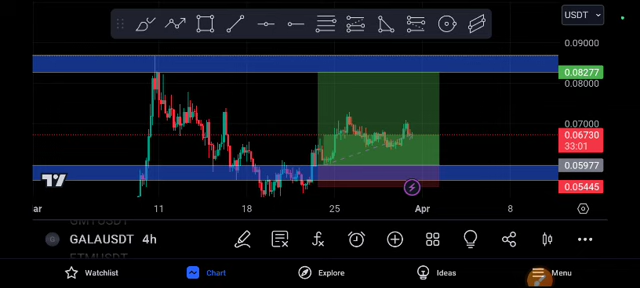 USDT
0.09000
0.08277
0.08000
0.07000
0.06730
33:01
0.05977
0.05445
ar 11 18 25 Apr 8
GALAUSDT 4h
Watchlist Chart Explore Ideas Menu